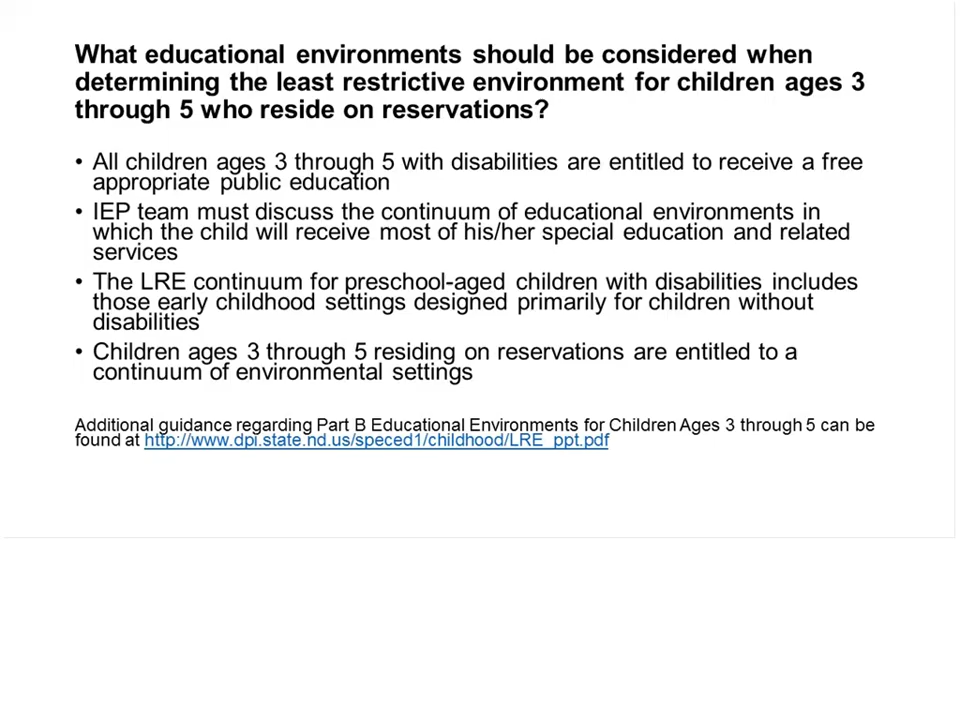 What educational environments should be considered when
determining the least restrictive environment for children ages 3
through 5 who reside on reservations?
• All children ages 3 through 5 with disabilities are entitled to receive a free
appropriate public education
• IEP team must discuss the continuum of educational environments in
which the child will receive most of his/her special education and related
services
• The LRE continuum for preschool-aged children with disabilities includes
those early childhood settings designed primarily for children without
disabilities
• Children ages 3 through 5 residing on reservations are entitled to a
continuum of environmental settings
Additional guidance regarding Part B Educational Environments for Children Ages 3 through 5 can be
found at http://www.dpi.state.nd.us/speced1/childhood/LRE_ppt.pdf